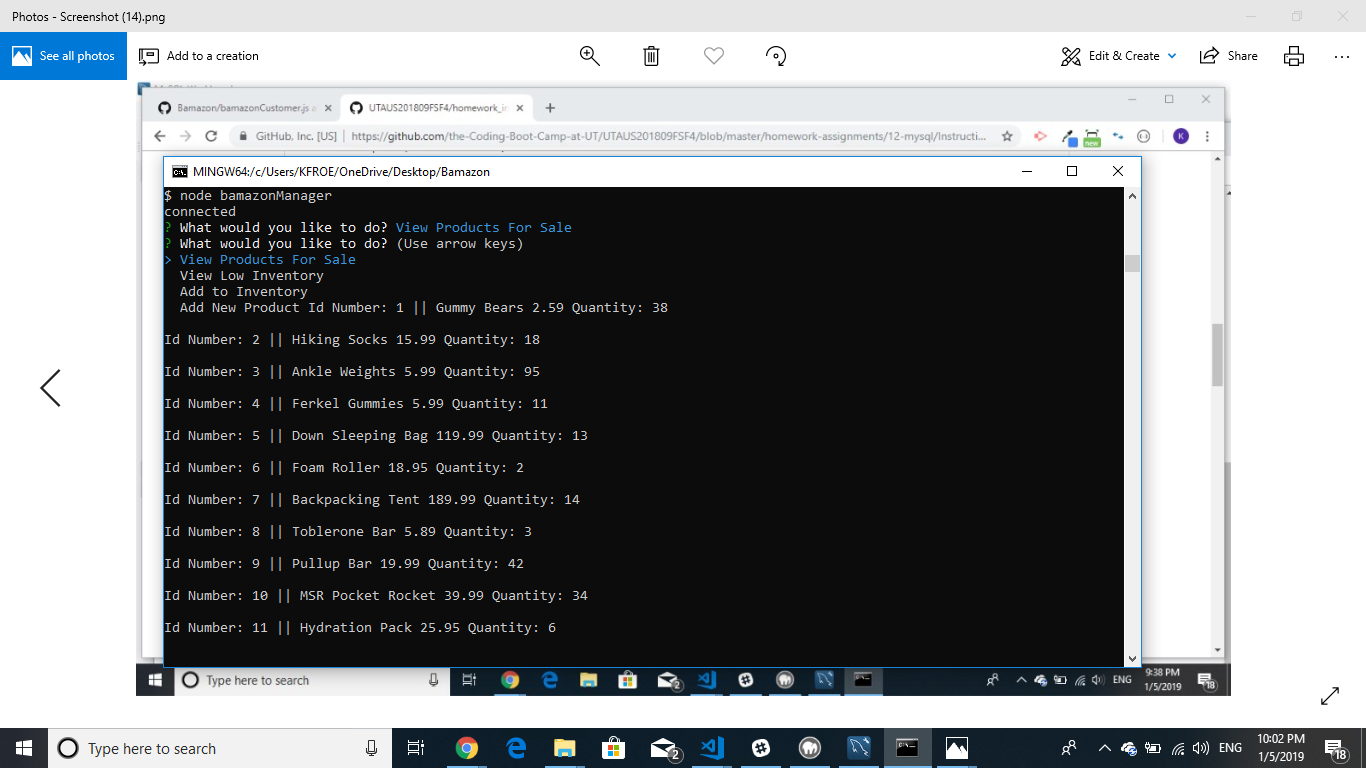 Photos - Screenshot (14).png
See all photos
Add to a creation
Edit & Create
Share
Bamazon/bamazonCustomer.js
UTAUS201809FSF4/homework_in
GitHub, Inc. [US] | https://github.com/the-Coding-Boot-Camp-at-UT/UTAUS201809FSF4/blob/master/homework-assignments/12-mysql/Instructi...
new
K
MINGW64:/c/Users/KFROE/OneDrive/Desktop/Bamazon
$ node bamazonManager
connected
? What would you like to do? View Products For Sale
? What would you like to do? (Use arrow keys)
> View Products For Sale
View Low Inventory
Add to Inventory
Add New Product Id Number: 1 || Gummy Bears 2.59 Quantity: 38
Id Number: 2 || Hiking Socks 15.99 Quantity: 18
Id Number: 3 || Ankle Weights 5.99 Quantity: 95
Id Number: 4 || Ferkel Gummies 5.99 Quantity: 11
Id Number: 5 || Down Sleeping Bag 119.99 Quantity: 13
Id Number: 6 || Foam Roller 18.95 Quantity: 2
Id Number: 7 || Backpacking Tent 189.99 Quantity: 14
Id Number: 8 || Toblerone Bar 5.89 Quantity: 3
Id Number: 9 || Pullup Bar 19.99 Quantity: 42
Id Number: 10 || MSR Pocket Rocket 39.99 Quantity: 34
Id Number: 11 || Hydration Pack 25.95 Quantity: 6
Type here to search
2
ENG
9:38 PM
1/5/2019
18
Type here to search
2
ENG
10:02 PM
1/5/2019
18